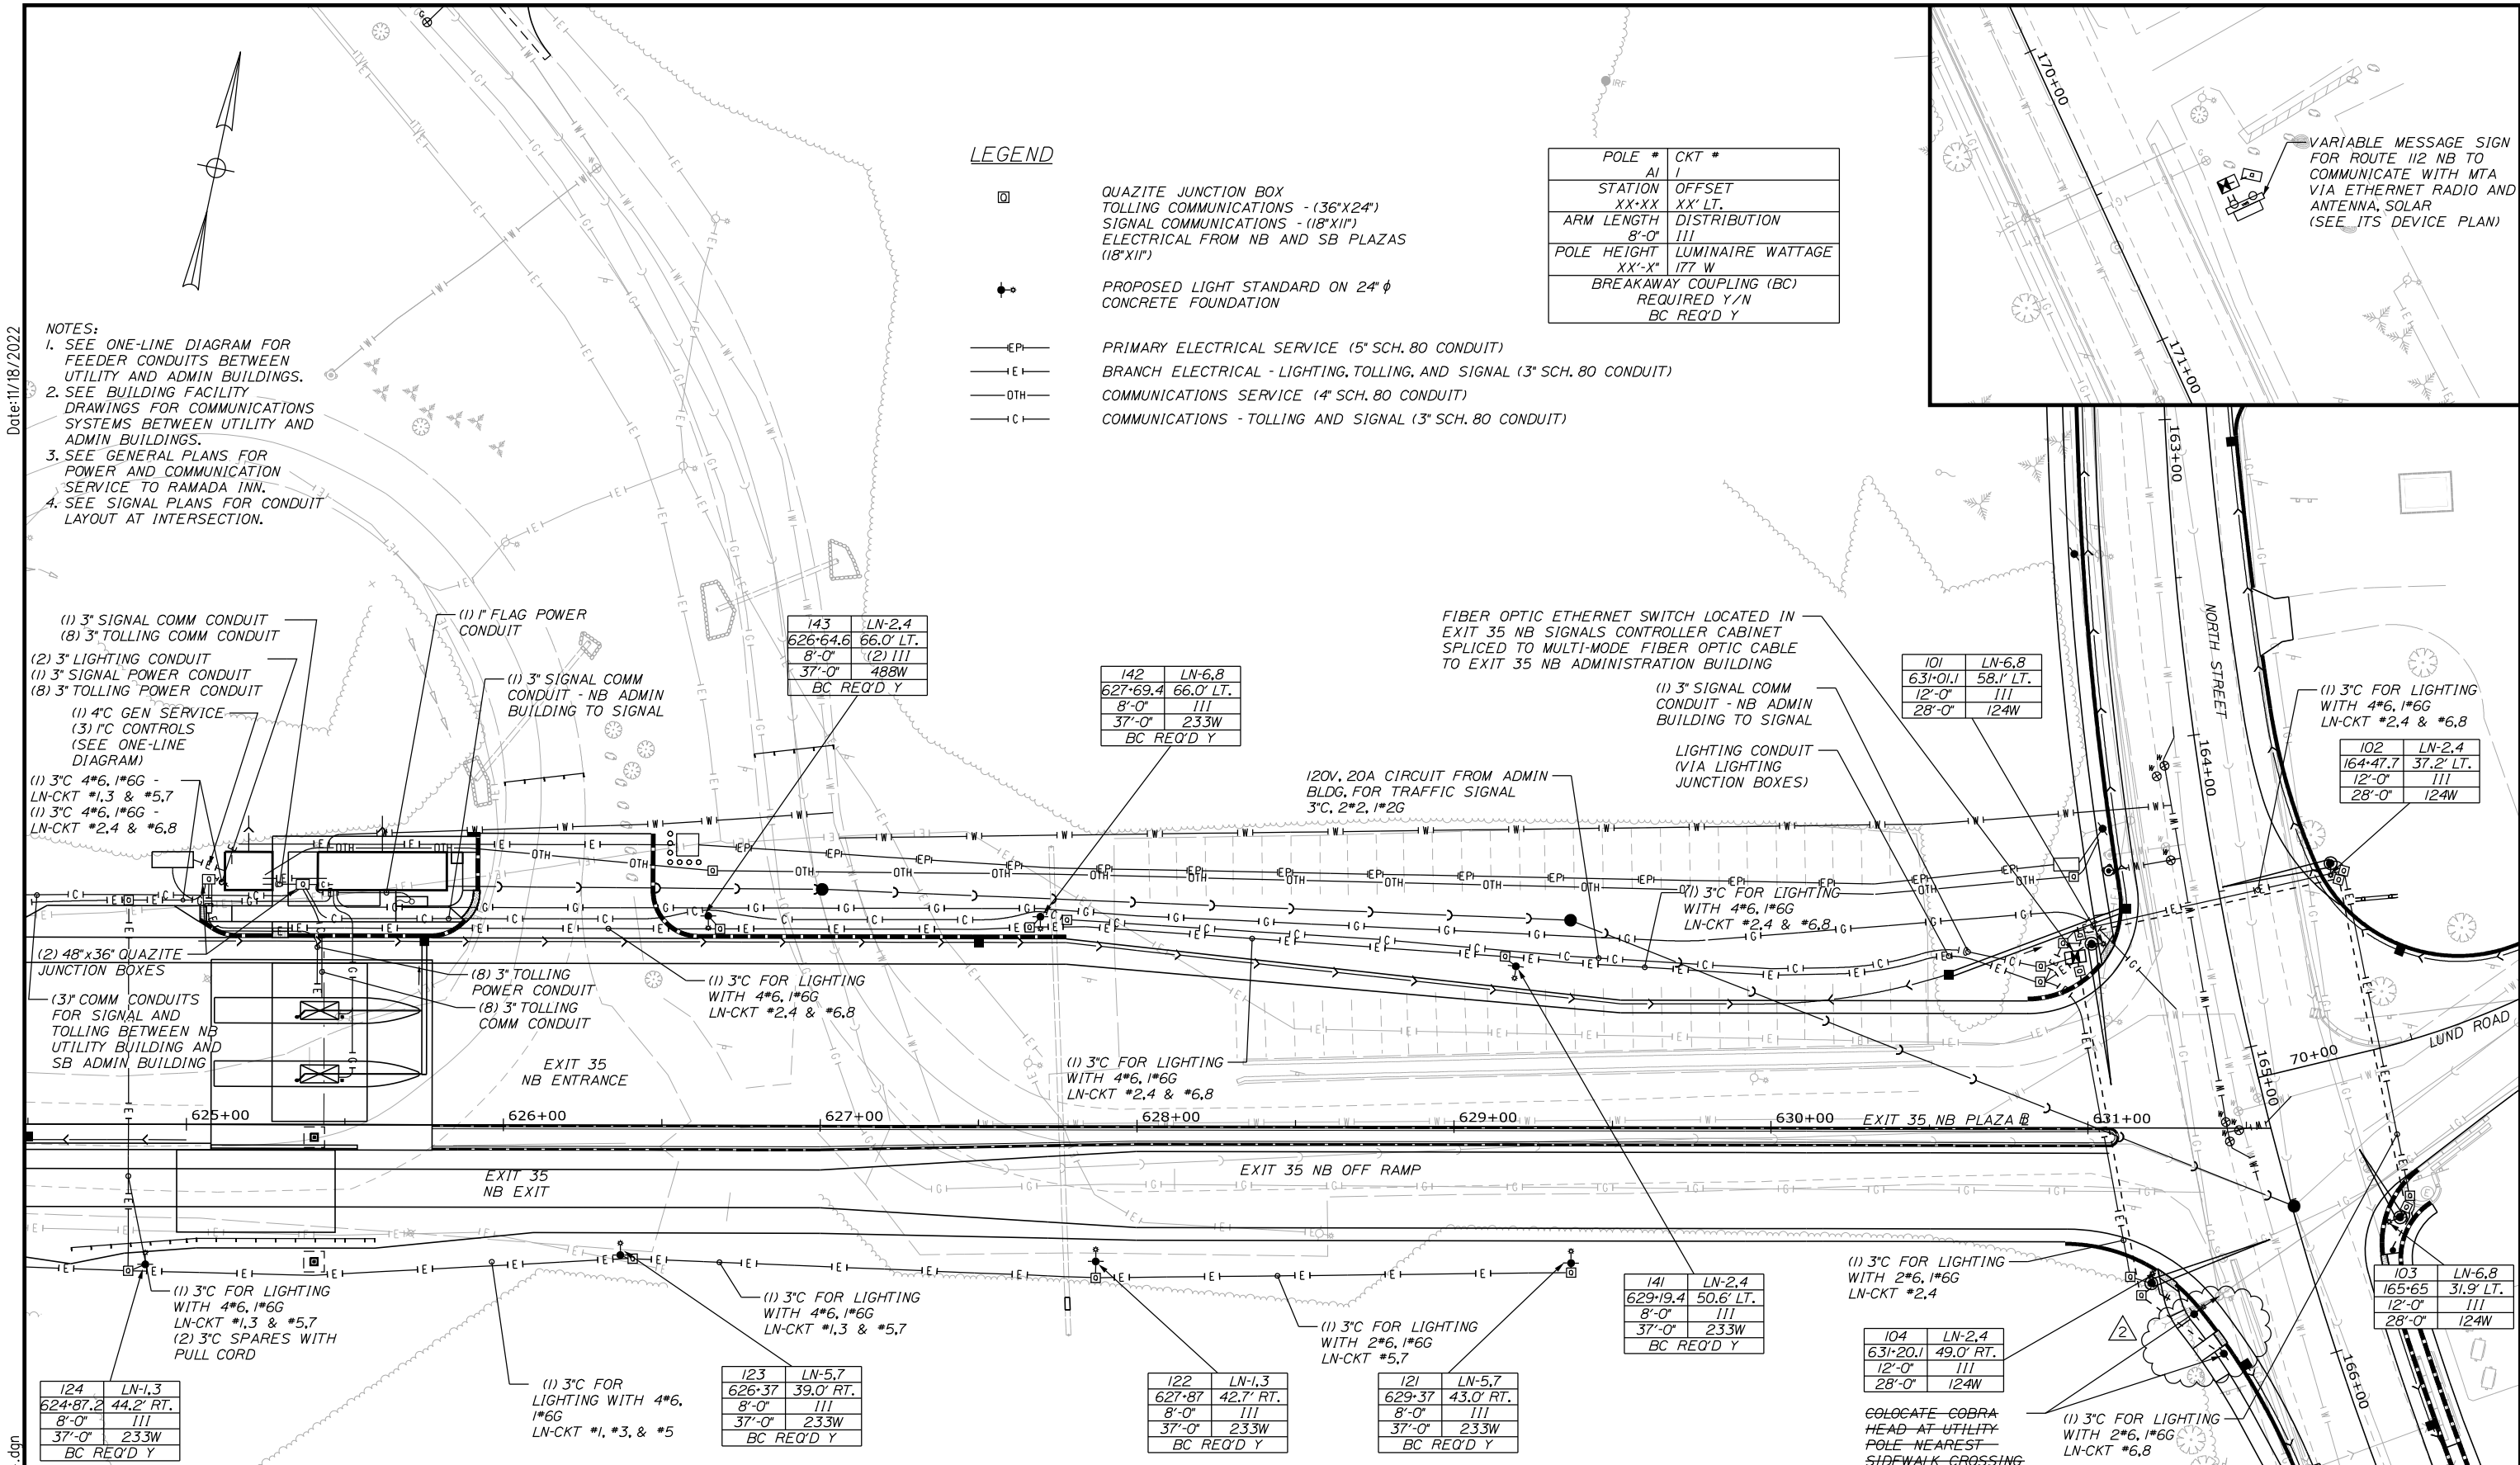 Date:11/18/2022
.dgn
NOTES:
1. SEE ONE-LINE DIAGRAM FOR
FEEDER CONDUITS BETWEEN
UTILITY AND ADMIN BUILDINGS.
2. SEE BUILDING FACILITY
DRAWINGS FOR COMMUNICATIONS
SYSTEMS BETWEEN UTILITY AND
ADMIN BUILDINGS.
3. SEE GENERAL PLANS FOR
POWER AND COMMUNICATION
SERVICE TO RAMADA INN.
4. SEE SIGNAL PLANS FOR CONDUIT
LAYOUT AT INTERSECTION.
LEGEND
QUAZITE JUNCTION BOX
TOLLING COMMUNICATIONS - (36"X24")
SIGNAL COMMUNICATIONS - (18"X11")
ELECTRICAL FROM NB AND SB PLAZAS
(18"X11")
PROPOSED LIGHT STANDARD ON 24" ϕ
CONCRETE FOUNDATION
EP PRIMARY ELECTRICAL SERVICE (5" SCH. 80 CONDUIT)
E BRANCH ELECTRICAL - LIGHTING, TOLLING, AND SIGNAL (3" SCH. 80 CONDUIT)
OTH COMMUNICATIONS SERVICE (4" SCH. 80 CONDUIT)
C COMMUNICATIONS - TOLLING AND SIGNAL (3" SCH. 80 CONDUIT)
POLE # CKT #
A1 1
STATION OFFSET
XX+XX XX' LT.
ARM LENGTH DISTRIBUTION
8'-0" III
POLE HEIGHT LUMINAIRE WATTAGE
XX'-X" 177 W
BREAKAWAY COUPLING (BC)
REQUIRED Y/N
BC REQ'D Y
IRF
170+00
171+00
VARIABLE MESSAGE SIGN
FOR ROUTE 112 NB TO
COMMUNICATE WITH MTA
VIA ETHERNET RADIO AND
ANTENNA, SOLAR
(SEE ITS DEVICE PLAN)
(1) 3" SIGNAL COMM CONDUIT
(8) 3" TOLLING COMM CONDUIT
(2) 3" LIGHTING CONDUIT
(1) 3" SIGNAL POWER CONDUIT
(8) 3" TOLLING POWER CONDUIT
(1) 4"C GEN SERVICE
(3) 1"C CONTROLS
(SEE ONE-LINE
DIAGRAM)
(1) 3"C 4#6, 1#6G -
LN-CKT #1,3 & #5,7
(1) 3"C 4#6, 1#6G -
LN-CKT #2,4 & #6,8
(1) 1" FLAG POWER
CONDUIT
(1) 3" SIGNAL COMM
CONDUIT - NB ADMIN
BUILDING TO SIGNAL
143 LN-2,4
626+64.6 66.0' LT.
8'-0" (2) III
37'-0" 488W
BC REQ'D Y
142 LN-6,8
627+69.4 66.0' LT.
8'-0" III
37'-0" 233W
BC REQ'D Y
FIBER OPTIC ETHERNET SWITCH LOCATED IN
EXIT 35 NB SIGNALS CONTROLLER CABINET
SPLICED TO MULTI-MODE FIBER OPTIC CABLE
TO EXIT 35 NB ADMINISTRATION BUILDING
(1) 3" SIGNAL COMM
CONDUIT - NB ADMIN
BUILDING TO SIGNAL
LIGHTING CONDUIT
(VIA LIGHTING
JUNCTION BOXES)
120V, 20A CIRCUIT FROM ADMIN
BLDG, FOR TRAFFIC SIGNAL
3"C, 2#2, 1#2G
101 LN-6,8
631+01.1 58.1' LT.
12'-0" III
28'-0" 124W
163+00
NORTH STREET
164+00
(1) 3"C FOR LIGHTING
WITH 4#6, 1#6G
LN-CKT #2,4 & #6,8
102 LN-2,4
164+47.7 37.2' LT.
12'-0" III
28'-0" 124W
(1) 3"C FOR LIGHTING
WITH 4#6, 1#6G
LN-CKT #2,4 & #6,8
(2) 48"x36" QUAZITE
JUNCTION BOXES
(3)" COMM CONDUITS
FOR SIGNAL AND
TOLLING BETWEEN NB
UTILITY BUILDING AND
SB ADMIN BUILDING
(8) 3" TOLLING
POWER CONDUIT
(8) 3" TOLLING
COMM CONDUIT
(1) 3"C FOR LIGHTING
WITH 4#6, 1#6G
LN-CKT #2,4 & #6,8
EXIT 35
NB ENTRANCE
(1) 3"C FOR LIGHTING
WITH 4#6, 1#6G
LN-CKT #2,4 & #6,8
165+00
70+00
LUND ROAD
625+00 626+00 627+00 628+00 629+00 630+00 EXIT 35 NB PLAZA B 631+00
EXIT 35
NB EXIT
EXIT 35 NB OFF RAMP
(1) 3"C FOR LIGHTING
WITH 4#6, 1#6G
LN-CKT #1,3 & #5,7
(2) 3"C SPARES WITH
PULL CORD
124 LN-1,3
624+87.2 44.2' RT.
8'-0" III
37'-0" 233W
BC REQ'D Y
(1) 3"C FOR
LIGHTING WITH 4#6,
1#6G
LN-CKT #1, #3, & #5
123 LN-5,7
626+37 39.0' RT.
8'-0" III
37'-0" 233W
BC REQ'D Y
(1) 3"C FOR LIGHTING
WITH 4#6, 1#6G
LN-CKT #1,3 & #5,7
122 LN-1,3
627+87 42.7' RT.
8'-0" III
37'-0" 233W
BC REQ'D Y
(1) 3"C FOR LIGHTING
WITH 2#6, 1#6G
LN-CKT #5,7
121 LN-5,7
629+37 43.0' RT.
8'-0" III
37'-0" 233W
BC REQ'D Y
141 LN-2,4
629+19.4 50.6' LT.
8'-0" III
37'-0" 233W
BC REQ'D Y
(1) 3"C FOR LIGHTING
WITH 2#6, 1#6G
LN-CKT #2,4
104 LN-2,4
631+20.1 49.0' RT.
12'-0" III
28'-0" 124W
COLOCATE COBRA
HEAD AT UTILITY
POLE NEAREST
SIDEWALK CROSSING
2
(1) 3"C FOR LIGHTING
WITH 2#6, 1#6G
LN-CKT #6,8
103 LN-6,8
165+65 31.9' LT.
12'-0" III
28'-0" 124W
166+00